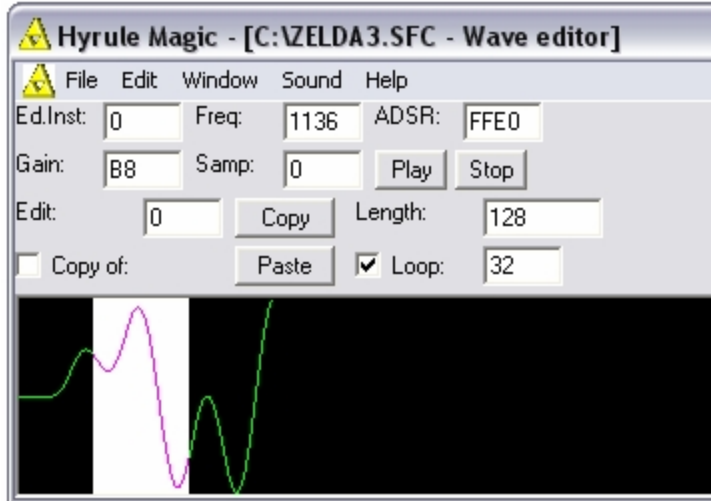 Hyrule Magic - [C:\ZELDA3.SFC - Wave editor]
File Edit Window Sound Help
Ed.Inst: 0 Freq: 1136 ADSR: FFE0
Gain: B8 Samp: 0 Play Stop
Edit: 0 Copy Length: 128
Copy of: Paste Loop: 32